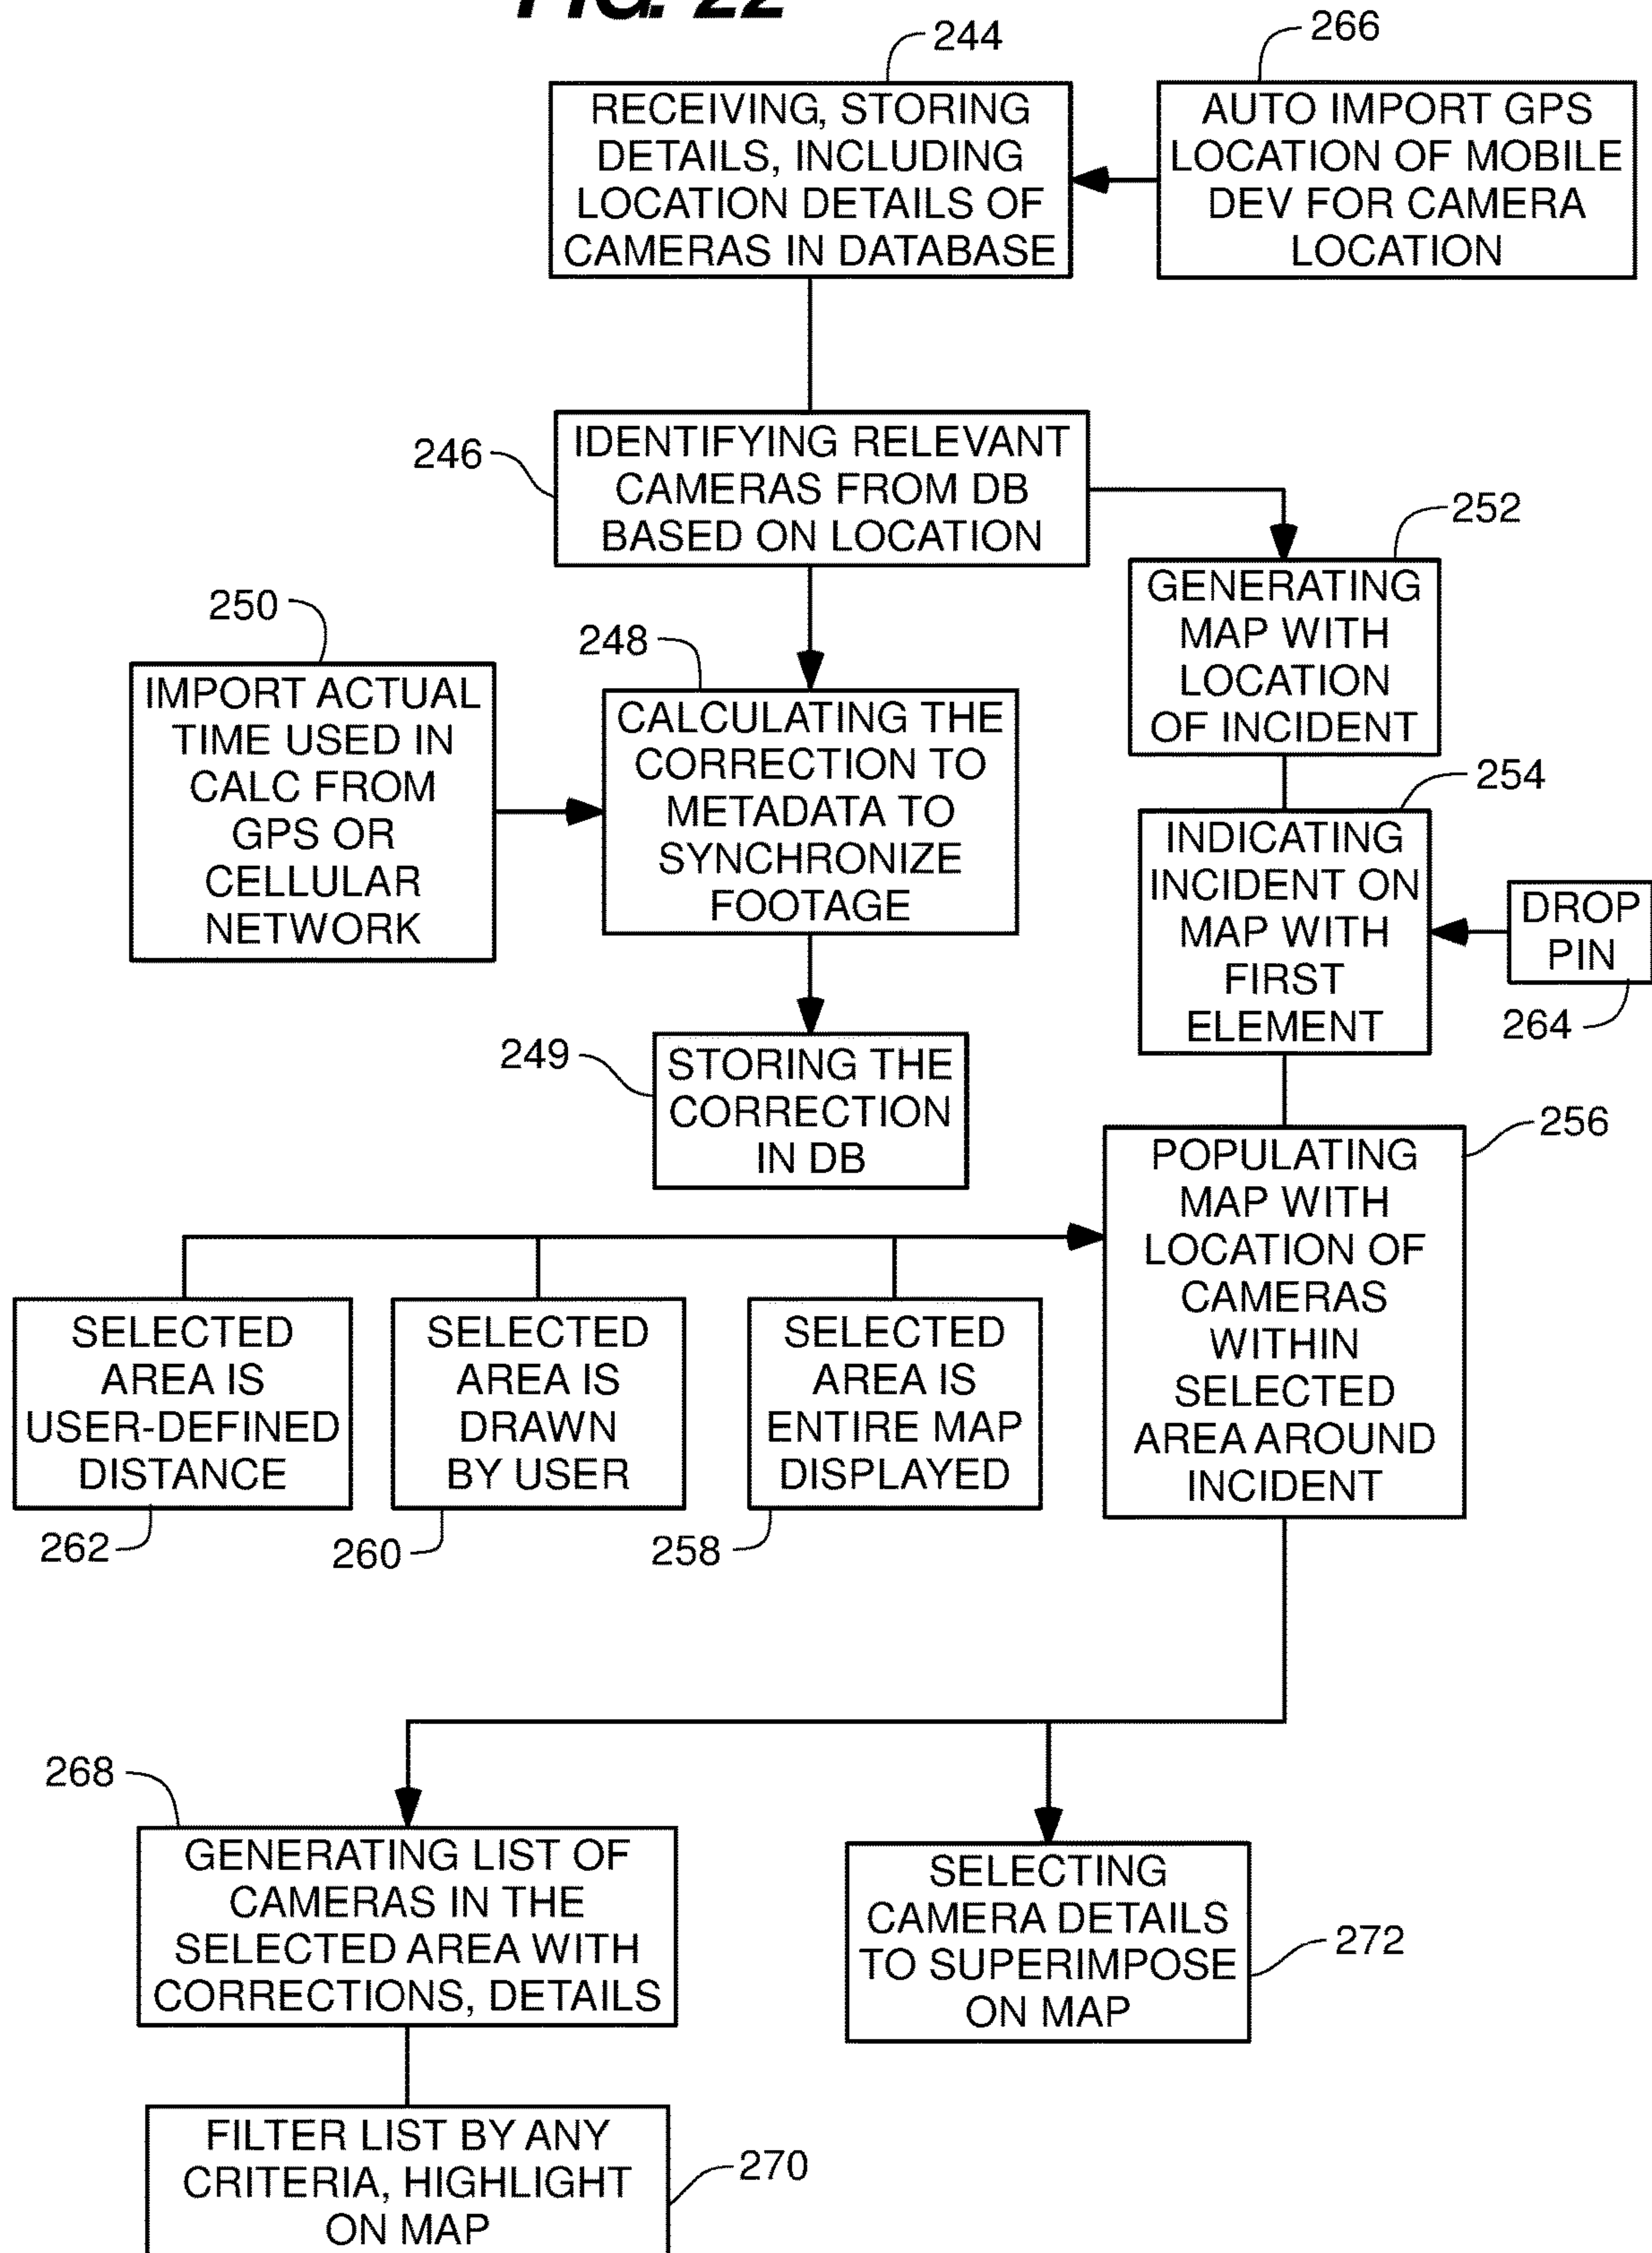 FIG. 22
244
266
RECEIVING, STORING
DETAILS, INCLUDING
LOCATION DETAILS OF
CAMERAS IN DATABASE
AUTO IMPORT GPS
LOCATION OF MOBILE
DEV FOR CAMERA
LOCATION
246
IDENTIFYING RELEVANT
CAMERAS FROM DB
BASED ON LOCATION
252
GENERATING
MAP WITH
LOCATION
OF INCIDENT
250
IMPORT ACTUAL
TIME USED IN
CALC FROM
GPS OR
CELLULAR
NETWORK
248
CALCULATING THE
CORRECTION TO
METADATA TO
SYNCHRONIZE
FOOTAGE
254
INDICATING
INCIDENT ON
MAP WITH
FIRST
ELEMENT
DROP
PIN
264
249
STORING THE
CORRECTION
IN DB
256
POPULATING
MAP WITH
LOCATION OF
CAMERAS
WITHIN
SELECTED
AREA AROUND
INCIDENT
SELECTED
AREA IS
USER-DEFINED
DISTANCE
262
SELECTED
AREA IS
DRAWN
BY USER
260
SELECTED
AREA IS
ENTIRE MAP
DISPLAYED
258
268
GENERATING LIST OF
CAMERAS IN THE
SELECTED AREA WITH
CORRECTIONS, DETAILS
SELECTING
CAMERA DETAILS
TO SUPERIMPOSE
ON MAP
272
FILTER LIST BY ANY
CRITERIA, HIGHLIGHT
ON MAP
270